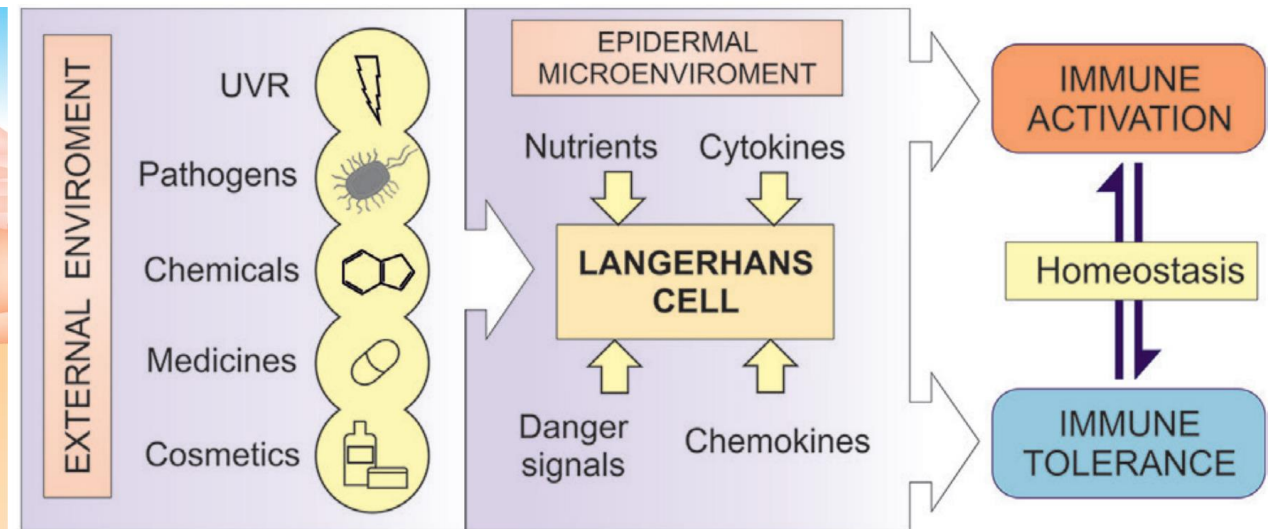 EXTERNAL ENVIROMENT
UVR
Pathogens
Chemicals
Medicines
Cosmetics
EPIDERMAL
MICROENVIROMENT
Nutrients
Cytokines
LANGERHANS
CELL
Danger
signals
Chemokines
IMMUNE
ACTIVATION
Homeostasis
IMMUNE
TOLERANCE